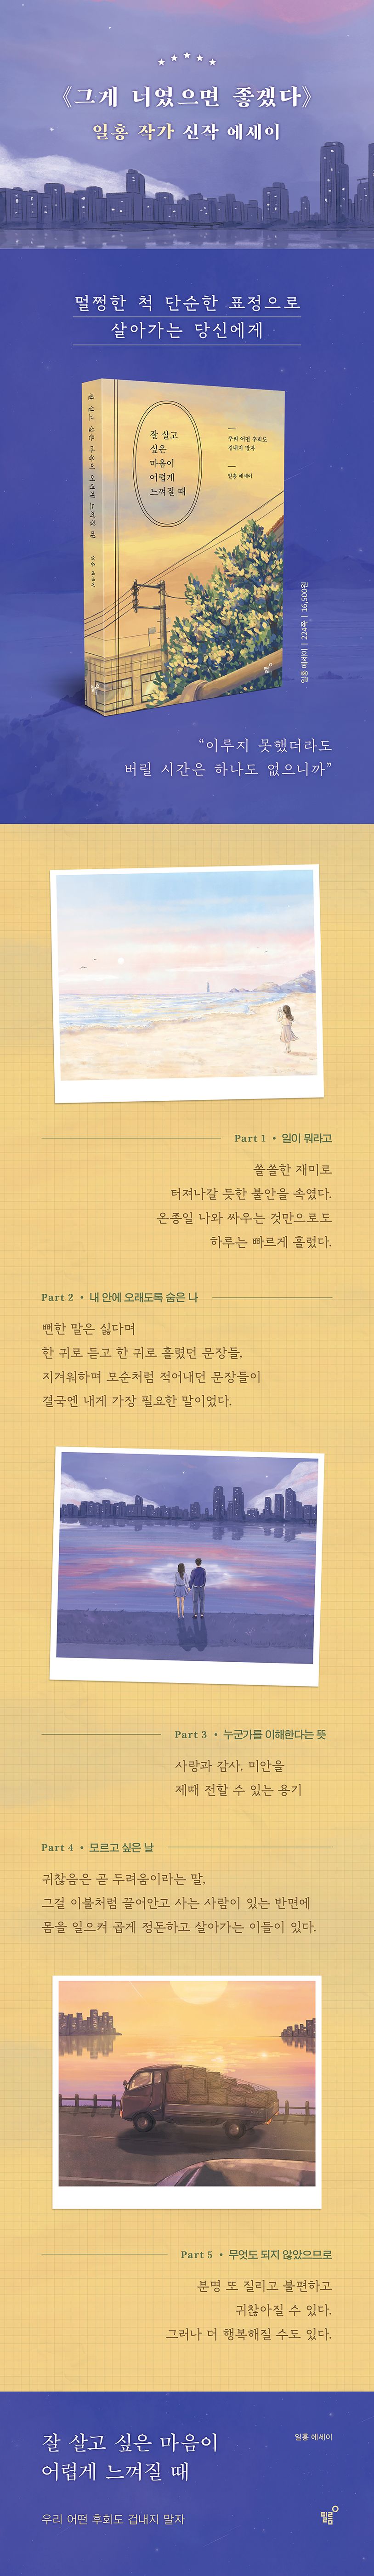 《그게 너였으면 좋겠다》
일홍 작가 신작 에세이
멀쩡한 척 단순한 표정으로
살아가는 당신에게
잘 살고 싶은 마음이 어렵게 느껴질 때
일홍 에세이
잘 살고
싶은
마음이
어렵게
느껴질 때
우리 어떤 후회도
겁내지 말자
일홍 에세이
필름
일홍 에세이 | 224쪽 | 16,500원
“이루지 못했더라도
버릴 시간은 하나도 없으니까”
Part 1 • 일이 뭐라고
쏠쏠한 재미로
터져나갈 듯한 불안을 속였다.
온종일 나와 싸우는 것만으로도
하루는 빠르게 흘렀다.
Part 2 • 내 안에 오래도록 숨은 나
뻔한 말은 싫다며
한 귀로 듣고 한 귀로 흘렸던 문장들,
지겨워하며 모순처럼 적어내던 문장들이
결국엔 내게 가장 필요한 말이었다.
Part 3 • 누군가를 이해한다는 뜻
사랑과 감사, 미안을
제때 전할 수 있는 용기
Part 4 • 모르고 싶은 날
귀찮음은 곧 두려움이라는 말,
그걸 이불처럼 끌어안고 사는 사람이 있는 반면에
몸을 일으켜 곱게 정돈하고 살아가는 이들이 있다.
Part 5 • 무엇도 되지 않았으므로
분명 또 질리고 불편하고
귀찮아질 수 있다.
그러나 더 행복해질 수도 있다.
잘 살고 싶은 마음이
어렵게 느껴질 때
일홍 에세이
우리 어떤 후회도 겁내지 말자
필름